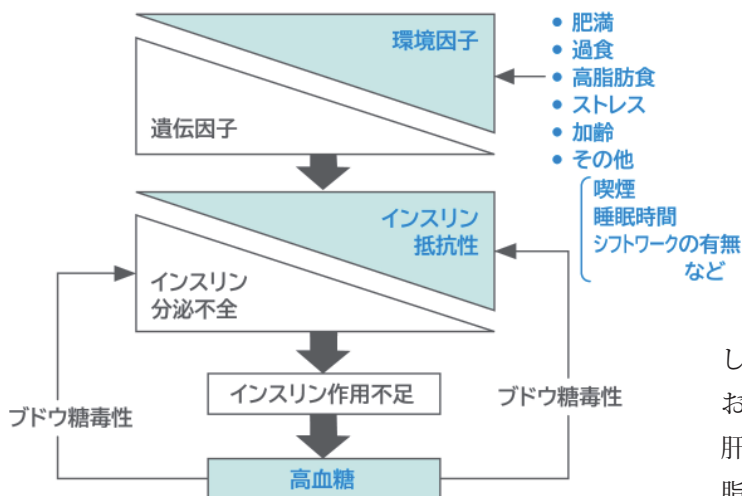 環境因子
遺伝因子
• 肥満
• 過食
• 高脂肪食
• ストレス
• 加齢
• その他
喫煙
睡眠時間
シフトワークの有無
など
インスリン
抵抗性
インスリン
分泌不全
インスリン作用不足
ブドウ糖毒性
ブドウ糖毒性
高血糖
し
お
肝